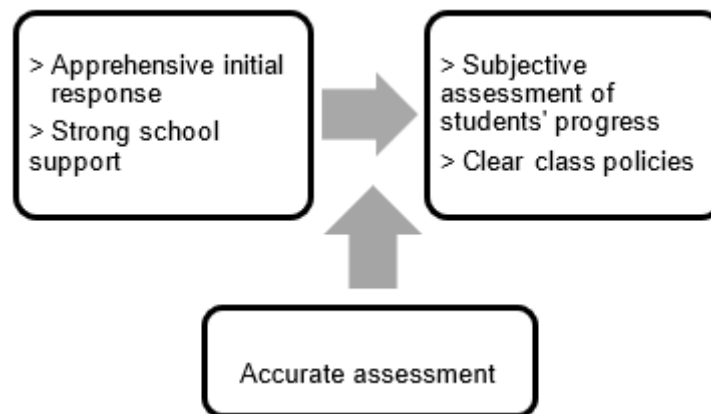 > Apprehensive initial
response
> Strong school
support
> Subjective
assessment of
students' progress
> Clear class policies
Accurate assessment